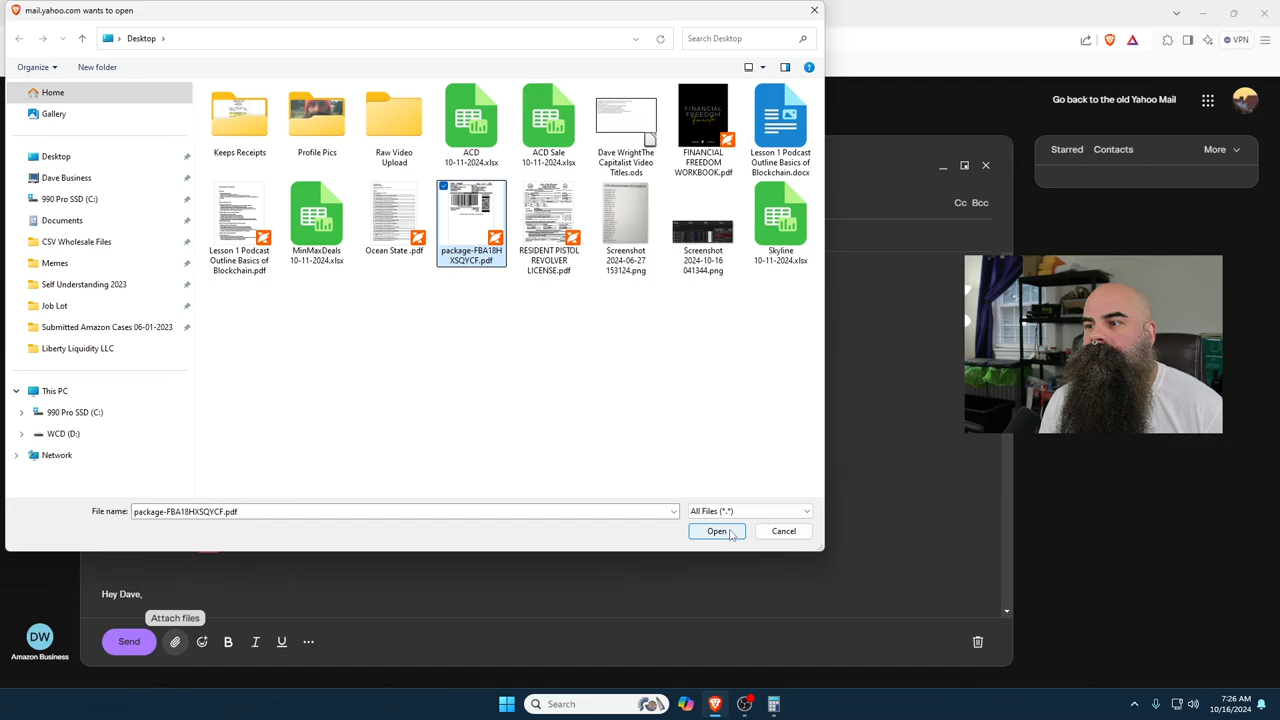 mail.yahoo.com wants to open
Desktop
Search Desktop
VPN
Organize
New folder
Home
Gallery
Desktop
Dave Business
990 Pro SSD (C:)
Documents
CSV Wholesale Files
Memes
Self Understanding 2023
Job Lot
Submitted Amazon Cases 06-01-2023
Liberty Liquidity LLC
This PC
990 Pro SSD (C:)
WCD (D:)
Network
Keeps Receipts
Profile Pics
Raw Video
Upload
ACD
10-11-2024.xlsx
ACD Sale
10-11-2024.xlsx
Dave WrightThe
Capitalist Video
Titles.ods
FINANCIAL
FREEDOM
FINANCIAL
FREEDOM
WORKBOOK.pdf
Lesson 1 Podcast
Outline Basics of
Blockchain.docx
Lesson 1 Podcast
Outline Basics of
Blockchain.pdf
MinMaxDeals
10-11-2024.xlsx
Ocean State .pdf
package-FBA18H
XSQYCF.pdf
RESIDENT PISTOL
REVOLVER
LICENSE.pdf
Screenshot
2024-06-27
153124.png
Screenshot
2024-10-16
041344.png
Skyline
10-11-2024.xlsx
File name:
package-FBA18HXSQYCF.pdf
All Files (*.*)
Open
Cancel
Go back to the old Yahoo Mail
Starred
Contacts
More
Cc
Bcc
Hey Dave,
Attach files
Send
B
I
U
DW
Amazon Business
Search
7:26 AM
10/16/2024